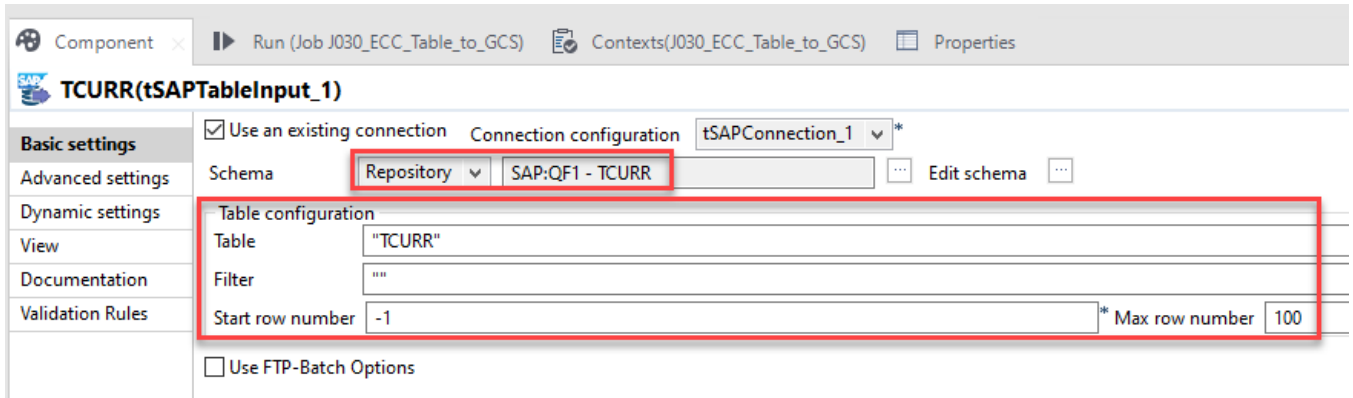 Component Run (Job J030_ECC_Table_to_GCS) Contexts(J030_ECC_Table_to_GCS) Properties
SAP TCURR(tSAPTableInput_1)
Basic settings
Advanced settings
Dynamic settings
View
Documentation
Validation Rules
Use an existing connection Connection configuration tSAPConnection_1 *
Schema Repository SAP:QF1 - TCURR ... Edit schema ...
Table configuration
Table "TCURR"
Filter ""
Start row number -1 * Max row number 100
Use FTP-Batch Options